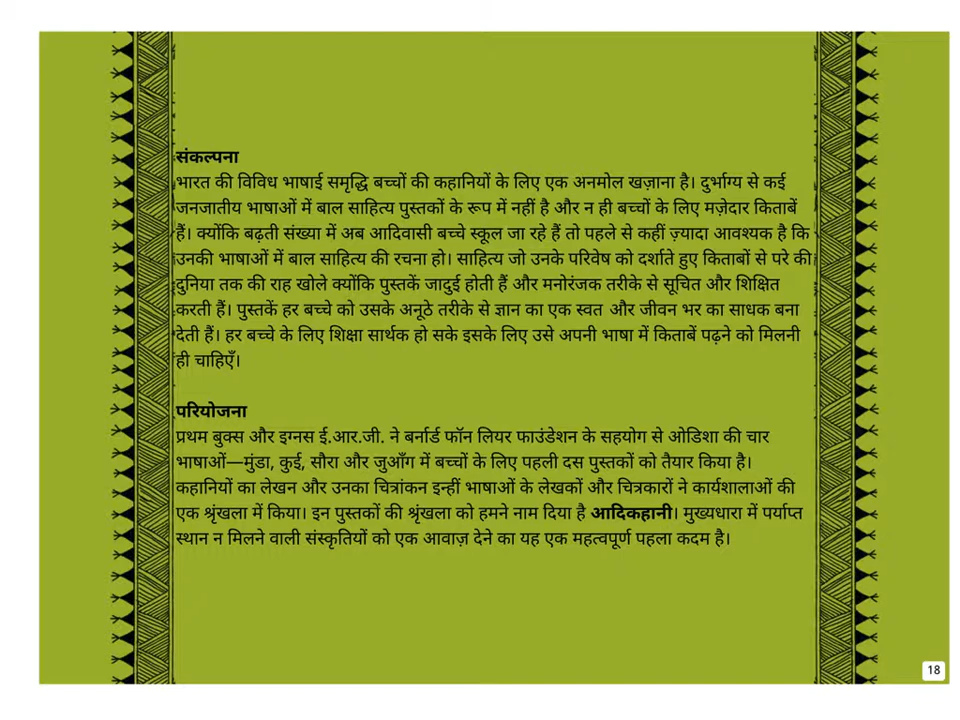 संकल्पना
भारत की विविध भाषाई समृद्धि बच्चों की कहानियों के लिए एक अनमोल खज़ाना है। दुर्भाग्य से कई
जनजातीय भाषाओं में बाल साहित्य पुस्तकों के रूप में नहीं है और न ही बच्चों के लिए मज़ेदार किताबें
हैं। क्योंकि बढ़ती संख्या में अब आदिवासी बच्चे स्कूल जा रहे हैं तो पहले से कहीं ज़्यादा आवश्यक है कि
उनकी भाषाओं में बाल साहित्य की रचना हो। साहित्य जो उनके परिवेष को दर्शाते हुए किताबों से परे की
दुनिया तक की राह खोले क्योंकि पुस्तकें जादुई होती हैं और मनोरंजक तरीके से सूचित और शिक्षित
करती हैं। पुस्तकें हर बच्चे को उसके अनूठे तरीके से ज्ञान का एक स्वत और जीवन भर का साधक बना
देती हैं। हर बच्चे के लिए शिक्षा सार्थक हो सके इसके लिए उसे अपनी भाषा में किताबें पढ़ने को मिलनी
ही चाहिएँ।
परियोजना
प्रथम बुक्स और इग्नस ई.आर.जी. ने बर्नार्ड फॉन लियर फाउंडेशन के सहयोग से ओडिशा की चार
भाषाओं—मुंडा, कुई, सौरा और जुआँग में बच्चों के लिए पहली दस पुस्तकों को तैयार किया है।
कहानियों का लेखन और उनका चित्रांकन इन्हीं भाषाओं के लेखकों और चित्रकारों ने कार्यशालाओं की
एक श्रृंखला में किया। इन पुस्तकों की श्रृंखला को हमने नाम दिया है आदिकहानी। मुख्यधारा में पर्याप्त
स्थान न मिलने वाली संस्कृतियों को एक आवाज़ देने का यह एक महत्वपूर्ण पहला कदम है।
18